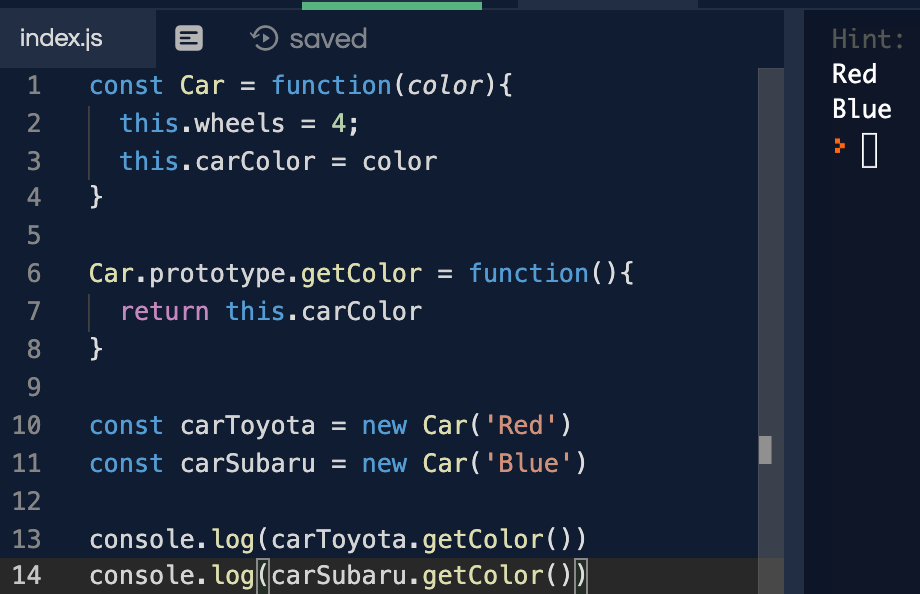 index.js
saved
Hint:
Red
Blue
1 const Car = function(color){
2   this.wheels = 4;
3   this.carColor = color
4 }
5
6 Car.prototype.getColor = function(){
7   return this.carColor
8 }
9
10 const carToyota = new Car('Red')
11 const carSubaru = new Car('Blue')
12
13 console.log(carToyota.getColor())
14 console.log(carSubaru.getColor())